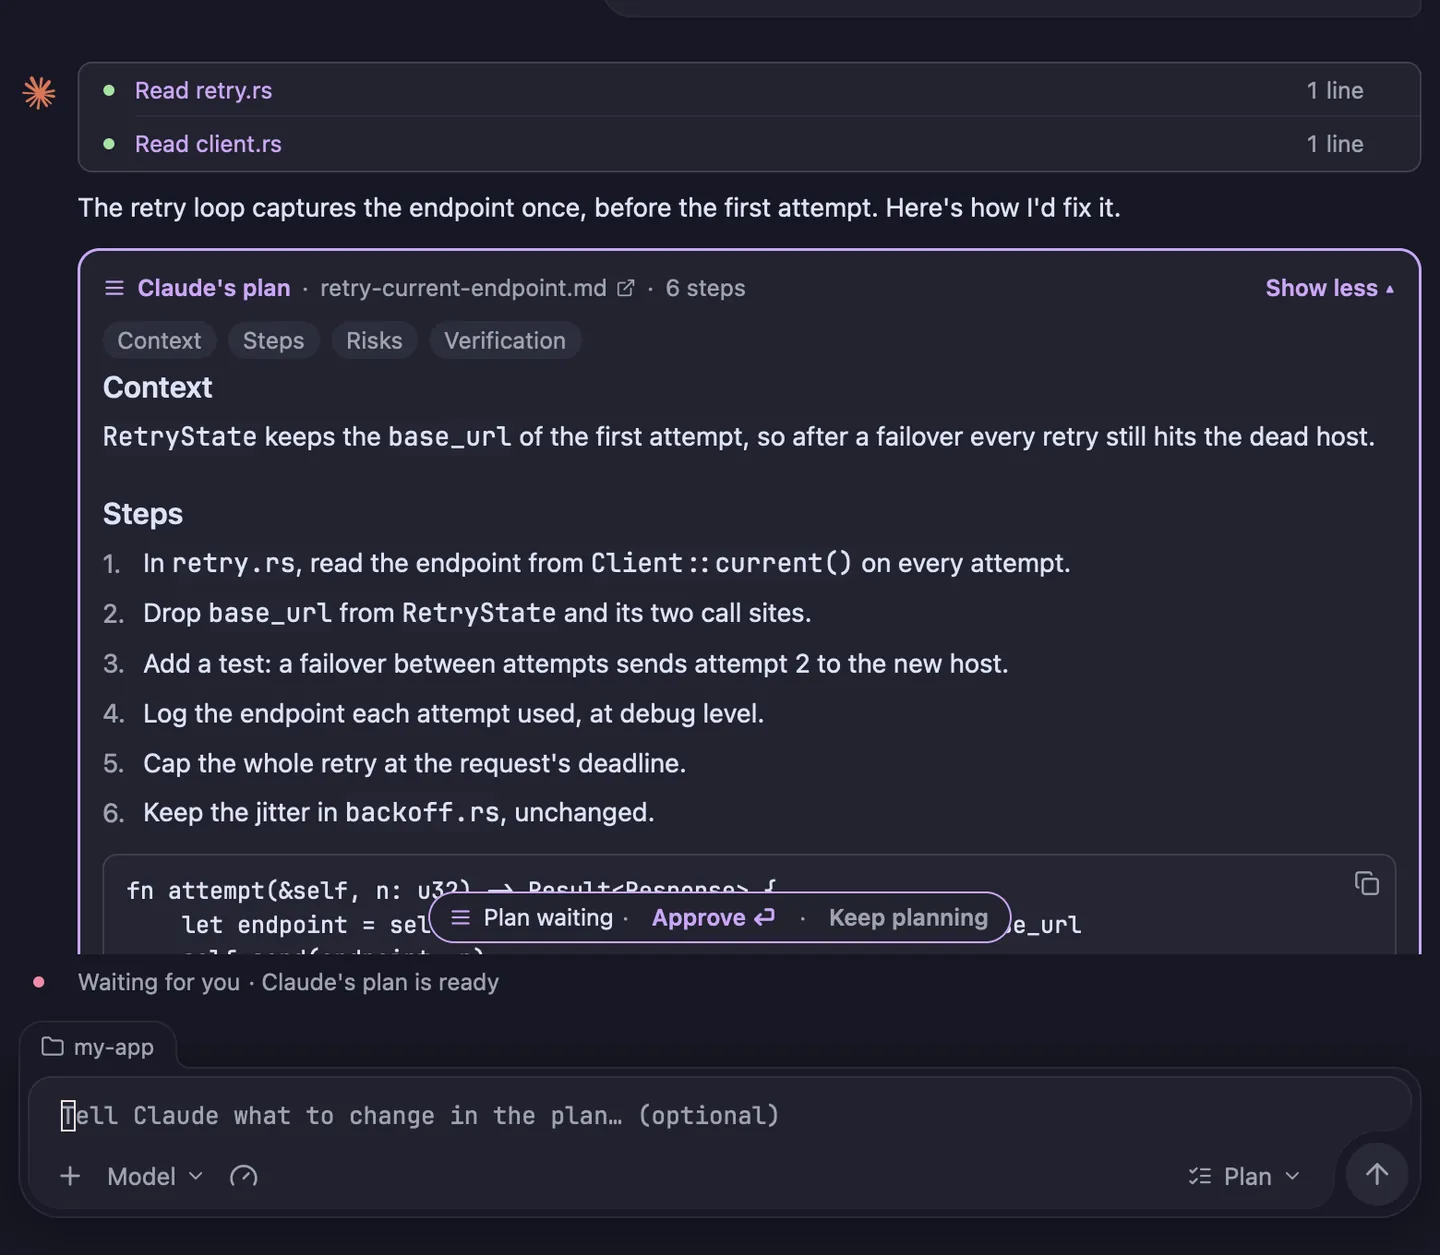 Read retry.rs 1 line
Read client.rs 1 line
The retry loop captures the endpoint once, before the first attempt. Here's how I'd fix it.
Claude's plan · retry-current-endpoint.md · 6 steps Show less
Context Steps Risks Verification
Context
RetryState keeps the base_url of the first attempt, so after a failover every retry still hits the dead host.
Steps
1. In retry.rs, read the endpoint from Client::current() on every attempt.
2. Drop base_url from RetryState and its two call sites.
3. Add a test: a failover between attempts sends attempt 2 to the new host.
4. Log the endpoint each attempt used, at debug level.
5. Cap the whole retry at the request's deadline.
6. Keep the jitter in backoff.rs, unchanged.
fn attempt(&self, n: u32) -> Result<Response> {
let endpoint =
Plan waiting · Approve · Keep planning
Waiting for you · Claude's plan is ready
my-app
Tell Claude what to change in the plan… (optional)
Model Plan